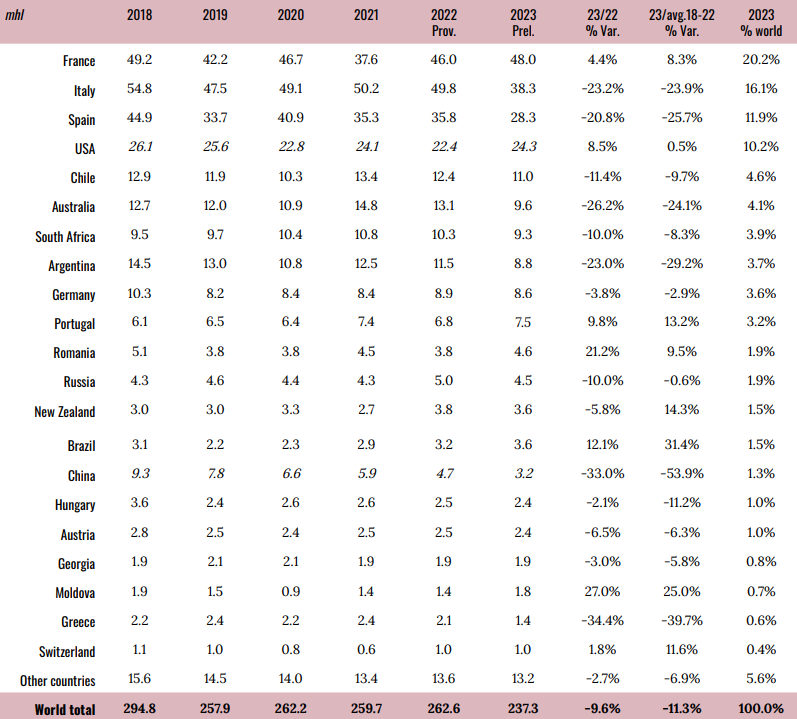 mhl 2018 2019 2020 2021 2022 Prov. 2023 Prel. 23/22 % Var. 23/avg.18-22 % Var. 2023 % world
France 49.2 42.2 46.7 37.6 46.0 48.0 4.4% 8.3% 20.2%
Italy 54.8 47.5 49.1 50.2 49.8 38.3 -23.2% -23.9% 16.1%
Spain 44.9 33.7 40.9 35.3 35.8 28.3 -20.8% -25.7% 11.9%
USA 26.1 25.6 22.8 24.1 22.4 24.3 8.5% 0.5% 10.2%
Chile 12.9 11.9 10.3 13.4 12.4 11.0 -11.4% -9.7% 4.6%
Australia 12.7 12.0 10.9 14.8 13.1 9.6 -26.2% -24.1% 4.1%
South Africa 9.5 9.7 10.4 10.8 10.3 9.3 -10.0% -8.3% 3.9%
Argentina 14.5 13.0 10.8 12.5 11.5 8.8 -23.0% -29.2% 3.7%
Germany 10.3 8.2 8.4 8.4 8.9 8.6 -3.8% -2.9% 3.6%
Portugal 6.1 6.5 6.4 7.4 6.8 7.5 9.8% 13.2% 3.2%
Romania 5.1 3.8 3.8 4.5 3.8 4.6 21.2% 9.5% 1.9%
Russia 4.3 4.6 4.4 4.3 5.0 4.5 -10.0% -0.6% 1.9%
New Zealand 3.0 3.0 3.3 2.7 3.8 3.6 -5.8% 14.3% 1.5%
Brazil 3.1 2.2 2.3 2.9 3.2 3.6 12.1% 31.4% 1.5%
China 9.3 7.8 6.6 5.9 4.7 3.2 -33.0% -53.9% 1.3%
Hungary 3.6 2.4 2.6 2.6 2.5 2.4 -2.1% -11.2% 1.0%
Austria 2.8 2.5 2.4 2.5 2.5 2.4 -6.5% -6.3% 1.0%
Georgia 1.9 2.1 2.1 1.9 1.9 1.9 -3.0% -5.8% 0.8%
Moldova 1.9 1.5 0.9 1.4 1.4 1.8 27.0% 25.0% 0.7%
Greece 2.2 2.4 2.2 2.4 2.1 1.4 -34.4% -39.7% 0.6%
Switzerland 1.1 1.0 0.8 0.6 1.0 1.0 1.8% 11.6% 0.4%
Other countries 15.6 14.5 14.0 13.4 13.6 13.2 -2.7% -6.9% 5.6%
World total 294.8 257.9 262.2 259.7 262.6 237.3 -9.6% -11.3% 100.0%